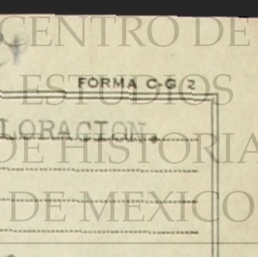 CENTRO DE
FORMA C-G 2
ESTUDIOS
LORACION.
DE HISTORIA
DE MEXICO